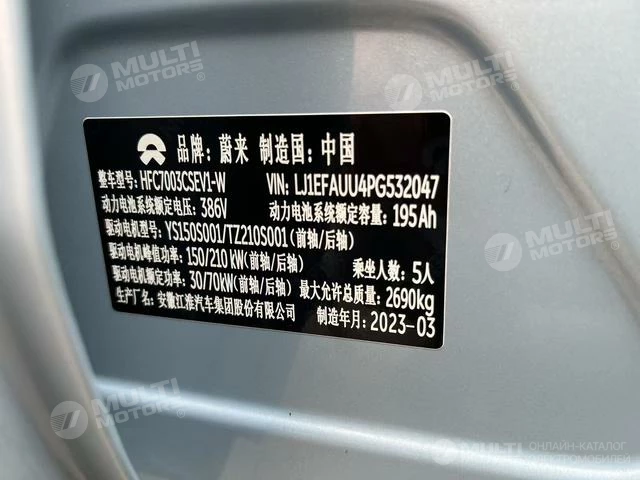 MULTI MOTORS
MULTI MOTORS
品牌:蔚来 制造国:中国
整车型号:HFC7003CSEV1-W VIN:LJ1EFAUU4PG532047
动力电池系统额定电压:386V 动力电池系统额定容量:195Ah
驱动电机型号:YS150S001/TZ210S001(前轴/后轴)
驱动电机峰值功率:150/210kW(前轴/后轴) 乘坐人数:5人
驱动电机额定功率:30/70kW(前轴/后轴) 最大允许总质量:2690kg
生产厂名:安徽江淮汽车集团股份有限公司 制造年月:2023-03
MULTI MOTORS
MULTI
ОНЛАЙН-КАТАЛОГ